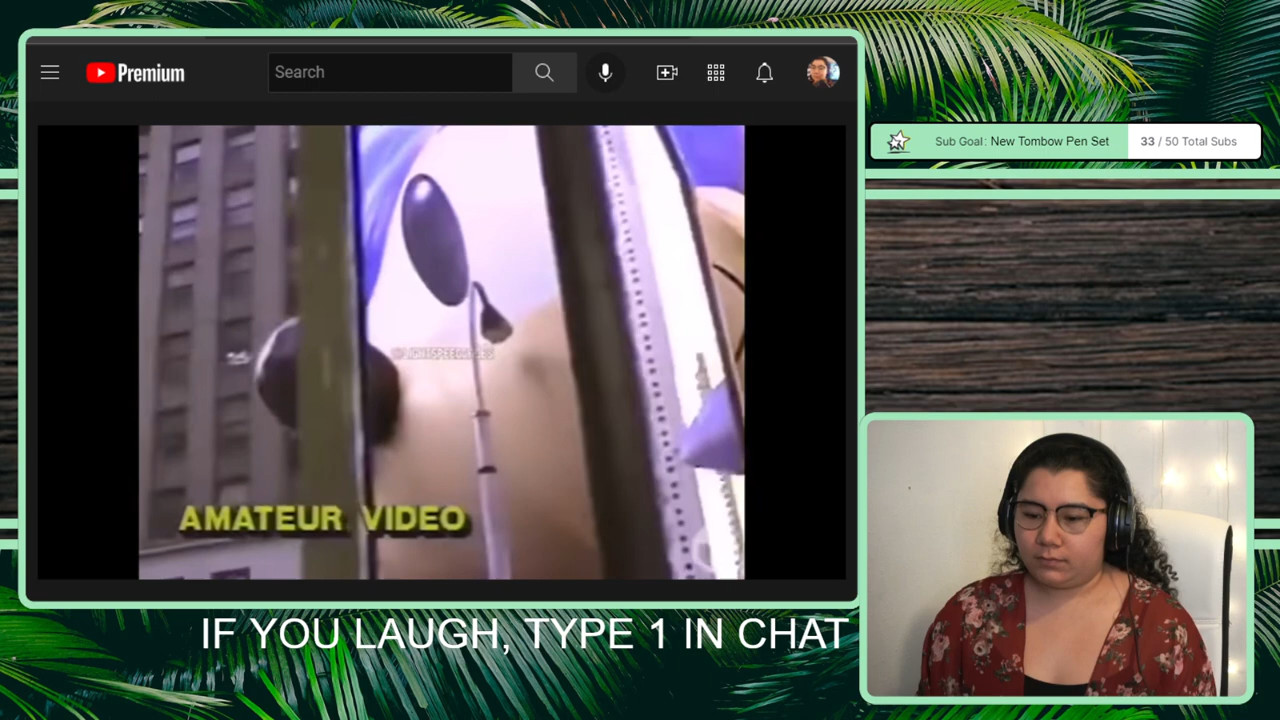 Premium
Search
Sub Goal: New Tombow Pen Set
33 / 50 Total Subs
AMATEUR VIDEO
IF YOU LAUGH, TYPE 1 IN CHAT